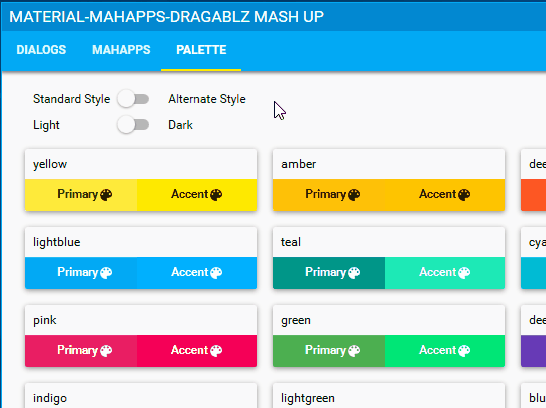 MATERIAL-MAHAPPS-DRAGABLZ MASH UP
DIALOGS MAHAPPS PALETTE
Standard Style Alternate Style
Light Dark
yellow amber dee
Primary Accent Primary Accent
lightblue teal cya
Primary Accent Primary Accent
pink green dee
Primary Accent Primary Accent
indigo lightgreen blu